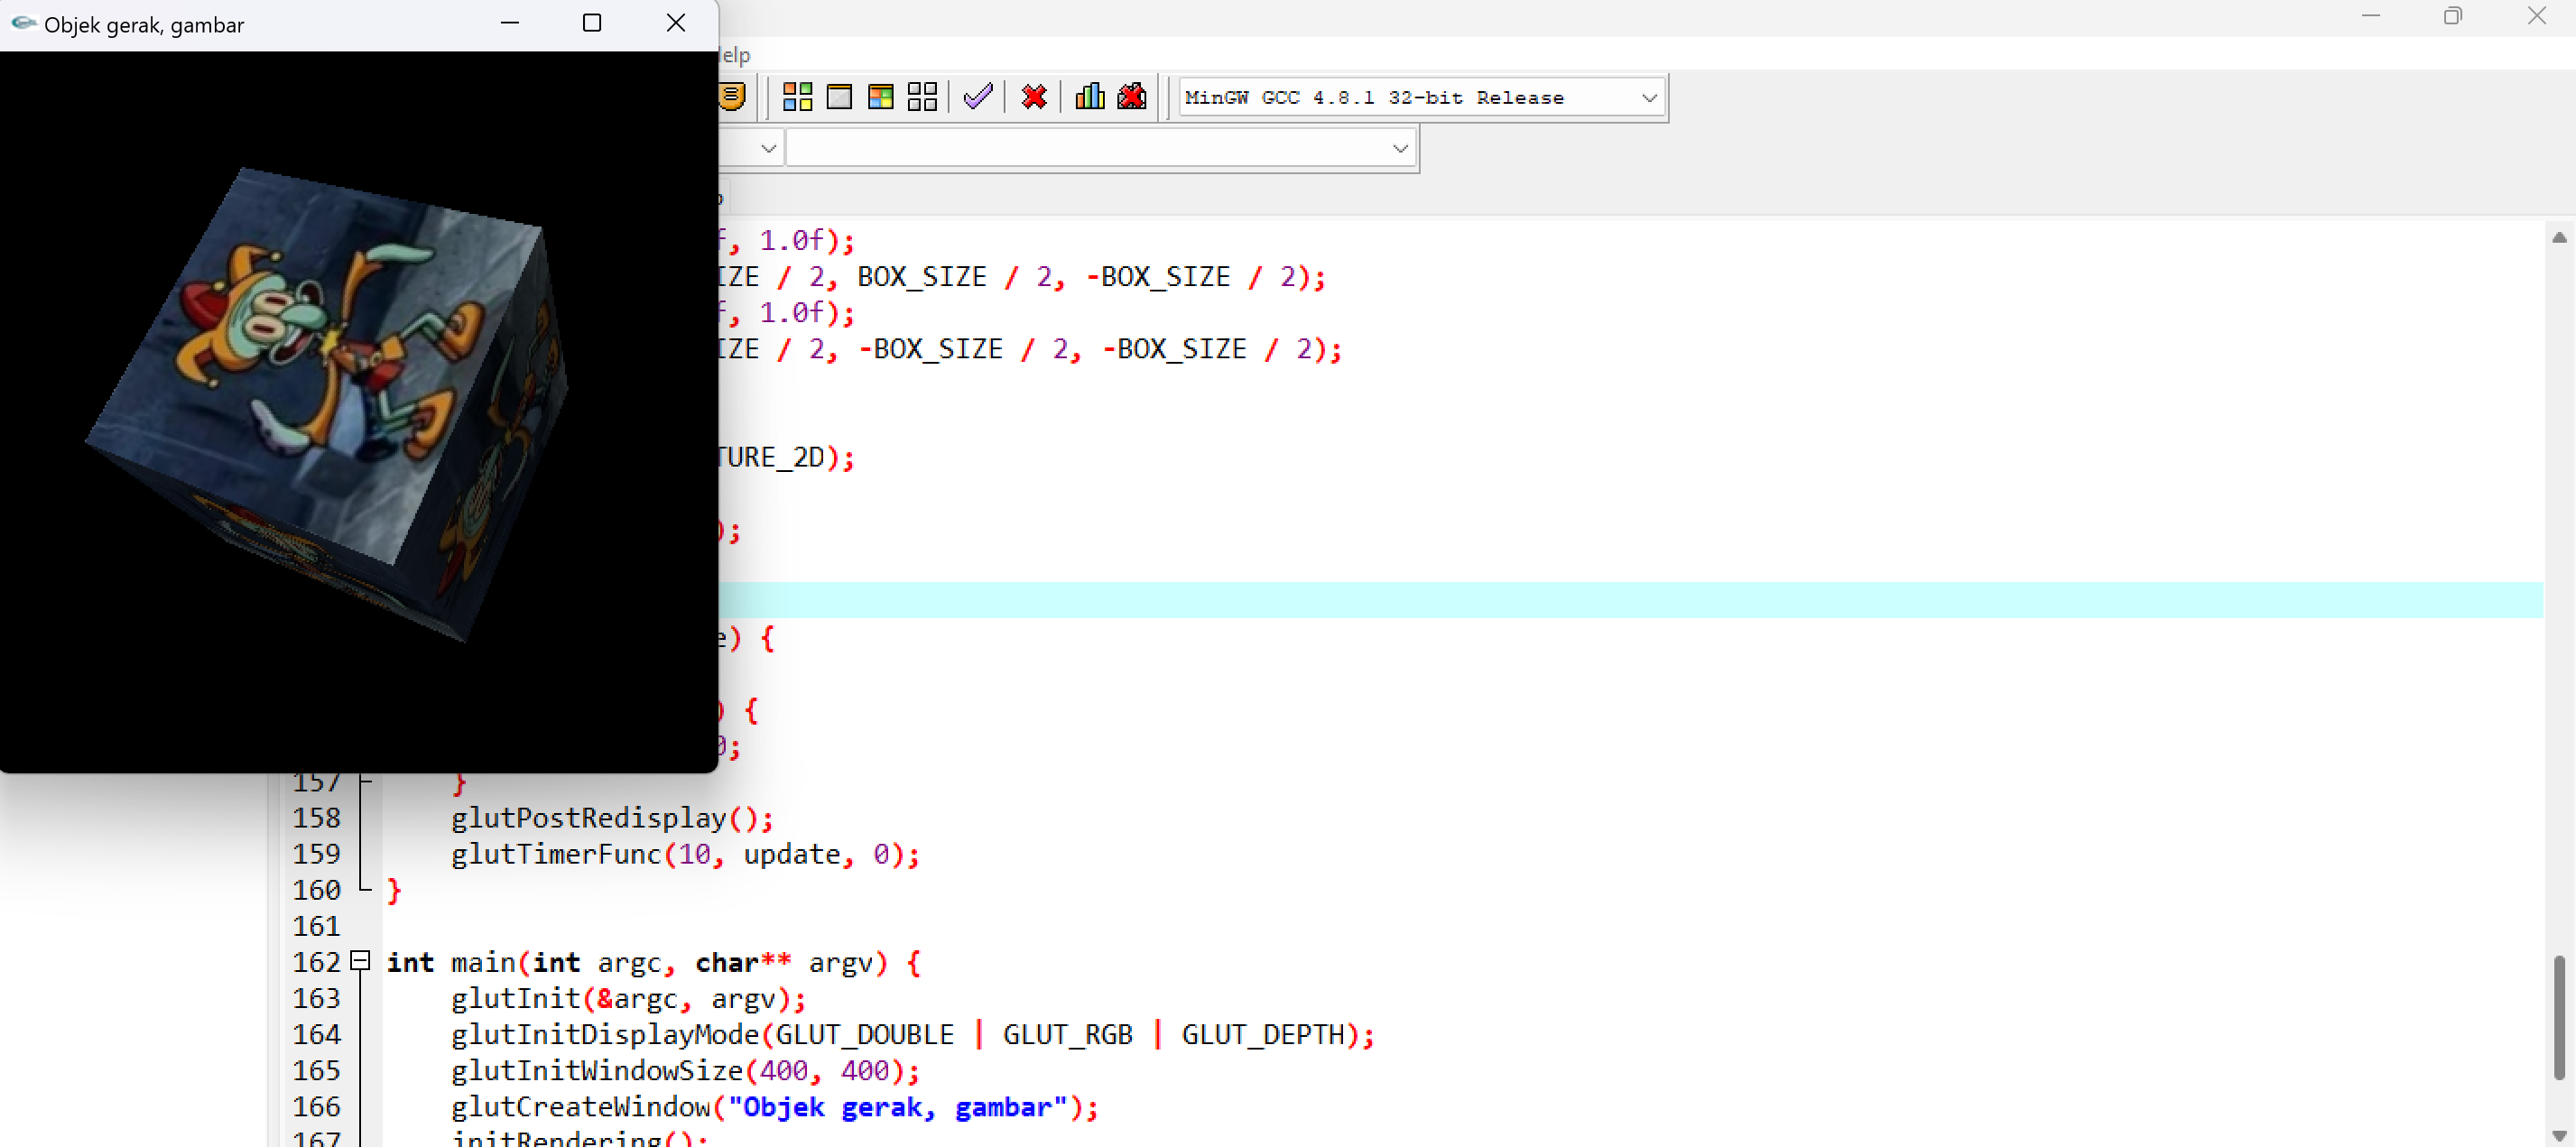 Objek gerak, gambar
elp
MinGW GCC 4.8.1 32-bit Release
f, 1.0f);
IZE / 2, BOX_SIZE / 2, -BOX_SIZE / 2);
f, 1.0f);
IZE / 2, -BOX_SIZE / 2, -BOX_SIZE / 2);
TURE_2D);
);
e) {
) {
0;
157 }
158 glutPostRedisplay();
159 glutTimerFunc(10, update, 0);
160 }
161
162 int main(int argc, char** argv) {
163 glutInit(&argc, argv);
164 glutInitDisplayMode(GLUT_DOUBLE | GLUT_RGB | GLUT_DEPTH);
165 glutInitWindowSize(400, 400);
166 glutCreateWindow("Objek gerak, gambar");
167 initRendering();